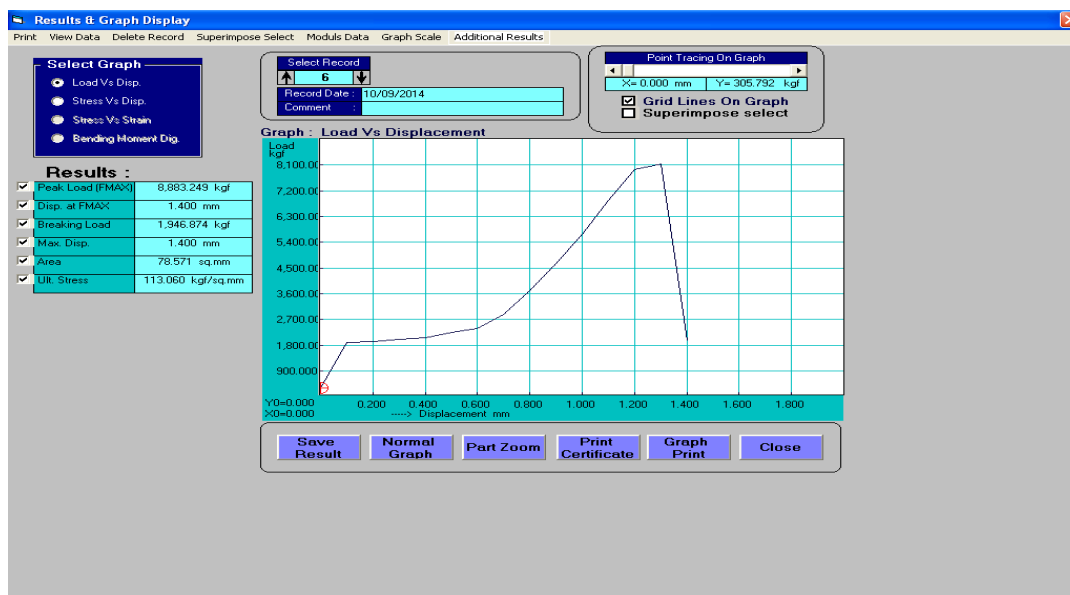 Results & Graph Display
Print View Data Delete Record Superimpose Select Moduls Data Graph Scale Additional Results
Select Graph
Load Vs Disp.
Stress Vs Disp.
Stress Vs Strain
Bending Moment Dig.
Select Record
6
Record Date : 10/09/2014
Comment :
Point Tracing On Graph
X= 0.000 mm Y= 305.792 kgf
Grid Lines On Graph
Superimpose select
Results :
Peak Load (FMAX) 8,883.249 kgf
Disp. at FMAX 1.400 mm
Breaking Load 1,946.874 kgf
Max. Disp. 1.400 mm
Area 78.571 sq.mm
Ult. Stress 113.060 kgf/sq.mm
Graph : Load Vs Displacement
Load
kgf
8,100.00
7,200.00
6,300.00
5,400.00
4,500.00
3,600.00
2,700.00
1,800.00
900.000
Y0=0.000 0.200 0.400 0.600 0.800 1.000 1.200 1.400 1.600 1.800
X0=0.000 ----> Displacement mm
Save Result
Normal Graph
Part Zoom
Print Certificate
Graph Print
Close